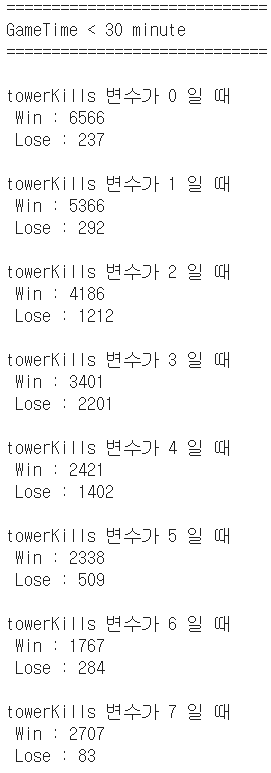 ==============================
GameTime < 30 minute
==============================
towerKills 변수가 0 일 때
Win : 6566
Lose : 237
towerKills 변수가 1 일 때
Win : 5366
Lose : 292
towerKills 변수가 2 일 때
Win : 4186
Lose : 1212
towerKills 변수가 3 일 때
Win : 3401
Lose : 2201
towerKills 변수가 4 일 때
Win : 2421
Lose : 1402
towerKills 변수가 5 일 때
Win : 2338
Lose : 509
towerKills 변수가 6 일 때
Win : 1767
Lose : 284
towerKills 변수가 7 일 때
Win : 2707
Lose : 83